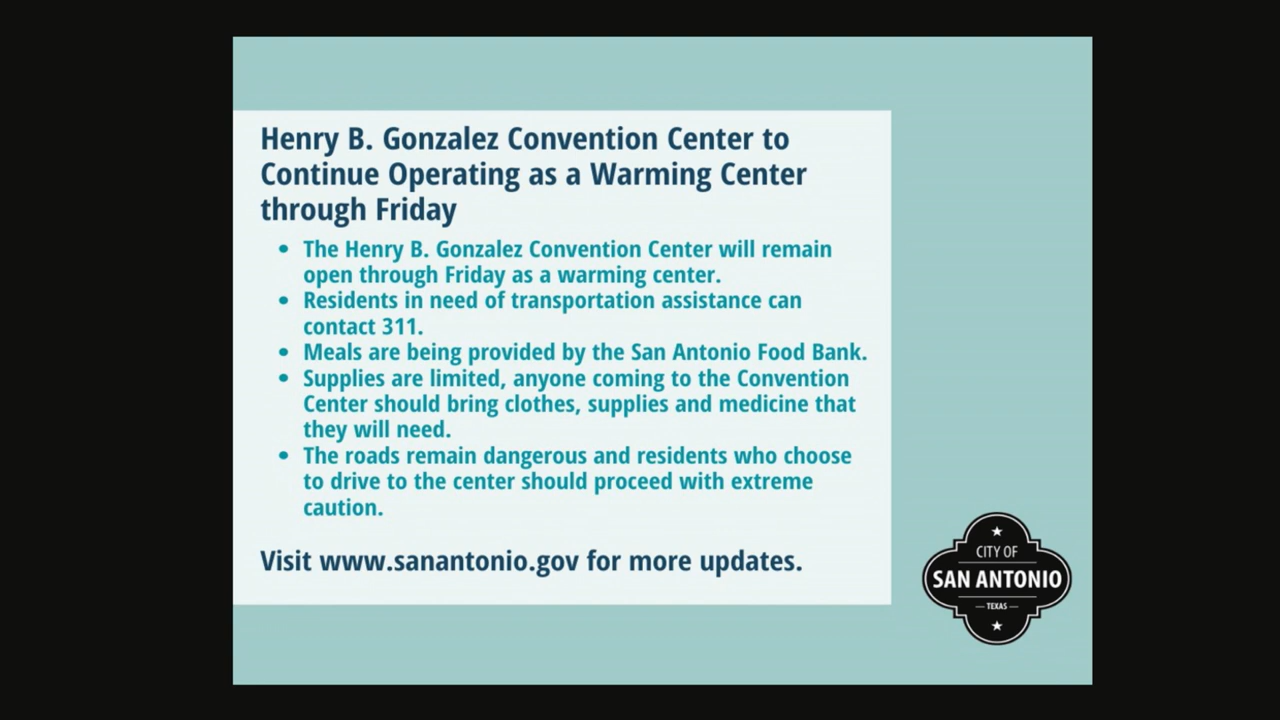 Henry B. Gonzalez Convention Center to
Continue Operating as a Warming Center
through Friday
• The Henry B. Gonzalez Convention Center will remain
open through Friday as a warming center.
• Residents in need of transportation assistance can
contact 311.
• Meals are being provided by the San Antonio Food Bank.
• Supplies are limited, anyone coming to the Convention
Center should bring clothes, supplies and medicine that
they will need.
• The roads remain dangerous and residents who choose
to drive to the center should proceed with extreme
caution.
Visit www.sanantonio.gov for more updates.
CITY OF
SAN ANTONIO
TEXAS